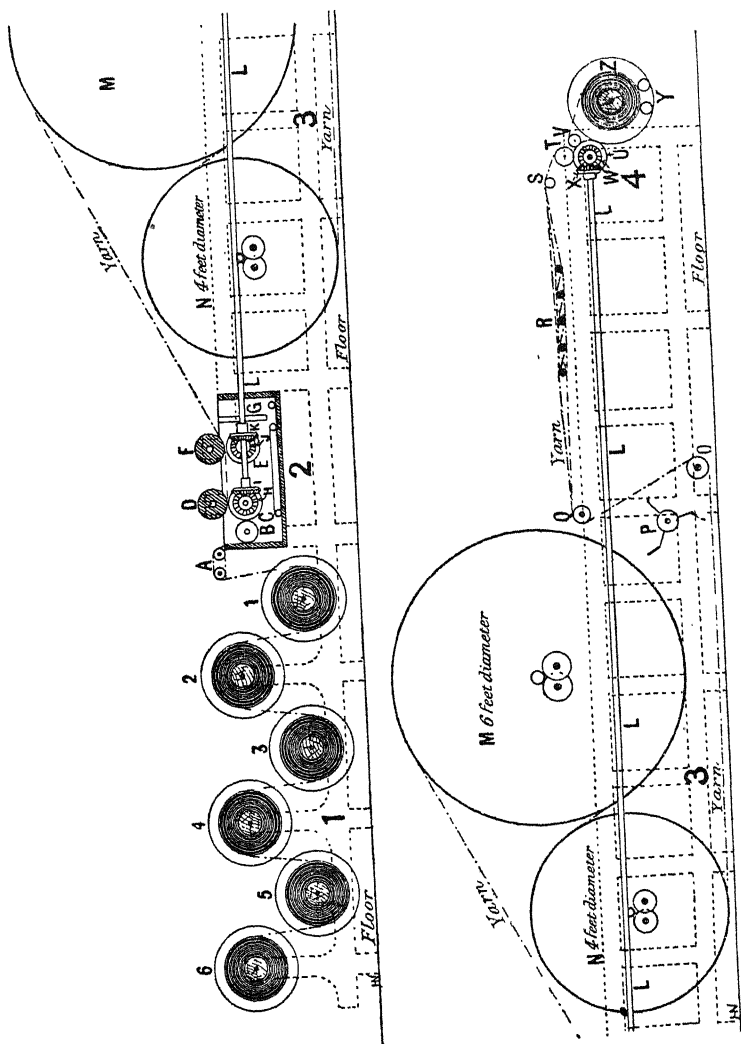 6
5
4
3
2
1
1
Floor
A
B
C
D
H
I
E
F
J
K
G
2
L
Yarn
N 4 feet diameter
Floor
M
L
3
Yarn
L
N 4 feet diameter
Yarn
3
Yarn
M 6 feet diameter
L
P
Q
O
Yarn
L
R
L
S
T
V
X
W
U
4
Z
Y
Floor